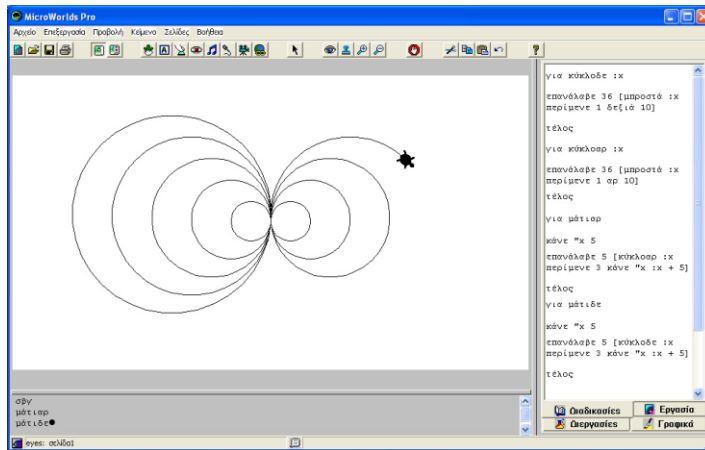 MicroWorlds Pro
Αρχείο Επεξεργασία Προβολή Κείμενο Σελίδες Βοήθεια
για κύκλοδε :x
επανάλαβε 36 [μπροστά :x
περίμενε 1 δεξιά 10]
τέλος
για κύκλοαρ :x
επανάλαβε 36 [μπροστά :x
περίμενε 1 αρ 10]
τέλος
για μάτιαρ
κάνε "x 5
επανάλαβε 5 [κύκλοαρ :x
περίμενε 3 κάνε "x :x + 5]
τέλος
για μάτιδε
κάνε "x 5
επανάλαβε 5 [κύκλοδε :x
περίμενε 3 κάνε "x :x + 5]
τέλος
σβγ
μάτιαρ
μάτιδε
Διαδικασίες Εργασία
Διεργασίες Γραφικά
eyes: σελίδα1